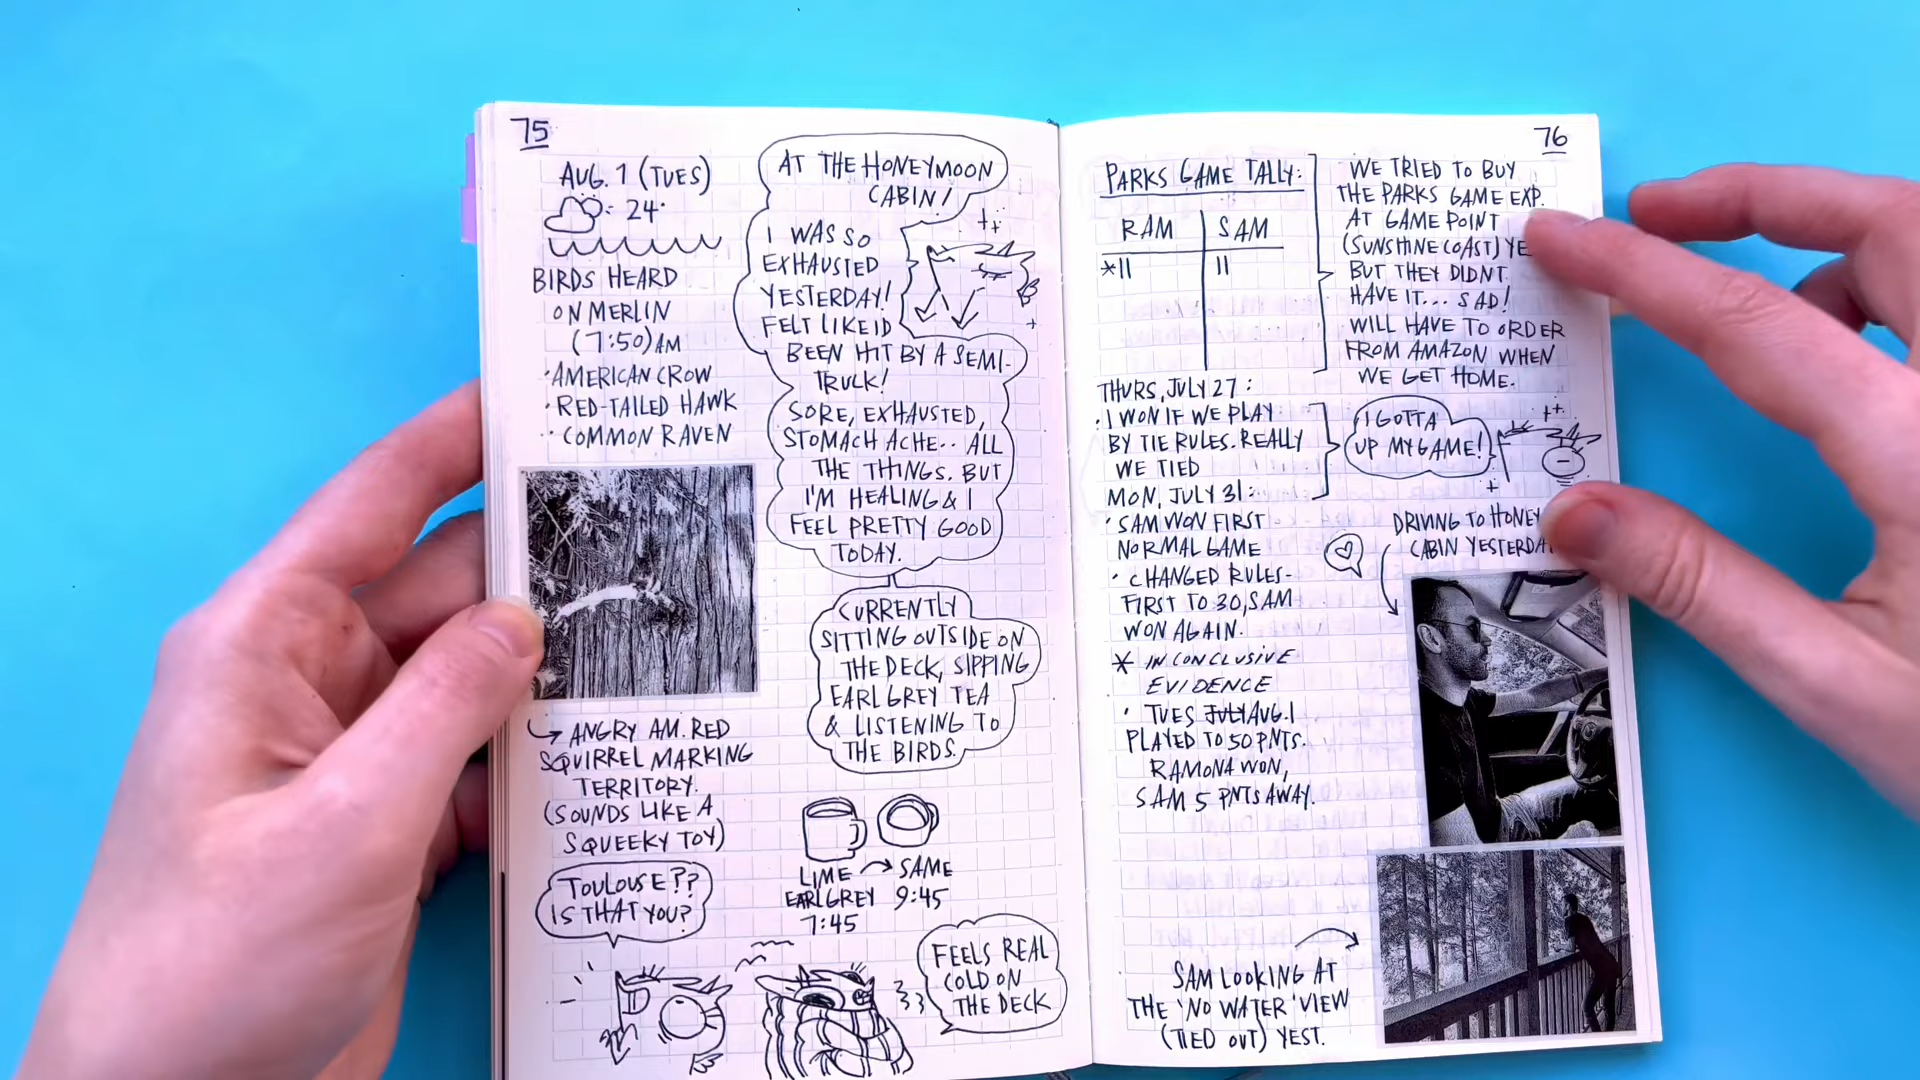 75
AUG. 1 (TUES)
24°
BIRDS HEARD
ON MERLIN
(7:50)AM
· AMERICAN CROW
· RED-TAILED HAWK
· COMMON RAVEN
ANGRY AM. RED
SQUIRREL MARKING
TERRITORY.
(SOUNDS LIKE A
SQUEEKY TOY)
TOULOUSE??
IS THAT YOU?
AT THE HONEYMOON
CABIN!
I WAS SO
EXHAUSTED
YESTERDAY!
FELT LIKE ID
BEEN HIT BY A SEMI-
TRUCK!
SORE, EXHAUSTED,
STOMACH ACHE.. ALL
THE THINGS. BUT
I'M HEALING & I
FEEL PRETTY GOOD
TODAY.
CURRENTLY
SITTING OUTSIDE ON
THE DECK, SIPPING
EARL GREY TEA
& LISTENING TO
THE BIRDS.
LIME
EARL GREY
7:45
SAME
9:45
FEELS REAL
COLD ON
THE DECK
76
PARKS GAME TALLY:
RAM SAM
*11 11
THURS, JULY 27:
· I WON IF WE PLAY
BY TIE RULES. REALLY
WE TIED
MON, JULY 31:
· SAM WON FIRST
NORMAL GAME
· CHANGED RULES-
FIRST TO 30, SAM
WON AGAIN.
* INCONCLUSIVE
EVIDENCE
· TUES JULY AUG. 1
PLAYED TO 50 PNTS.
RAMONA WON,
SAM 5 PNTS AWAY.
WE TRIED TO BUY
THE PARKS GAME EXP.
AT GAME POINT
(SUNSHINE COAST) YE
BUT THEY DIDNT
HAVE IT... SAD!
WILL HAVE TO ORDER
FROM AMAZON WHEN
WE GET HOME.
I GOTTA
UP MY GAME!
DRIVING TO HONEY
CABIN YESTERDA
SAM LOOKING AT
THE 'NO WATER' VIEW
(TIED OUT) YEST.